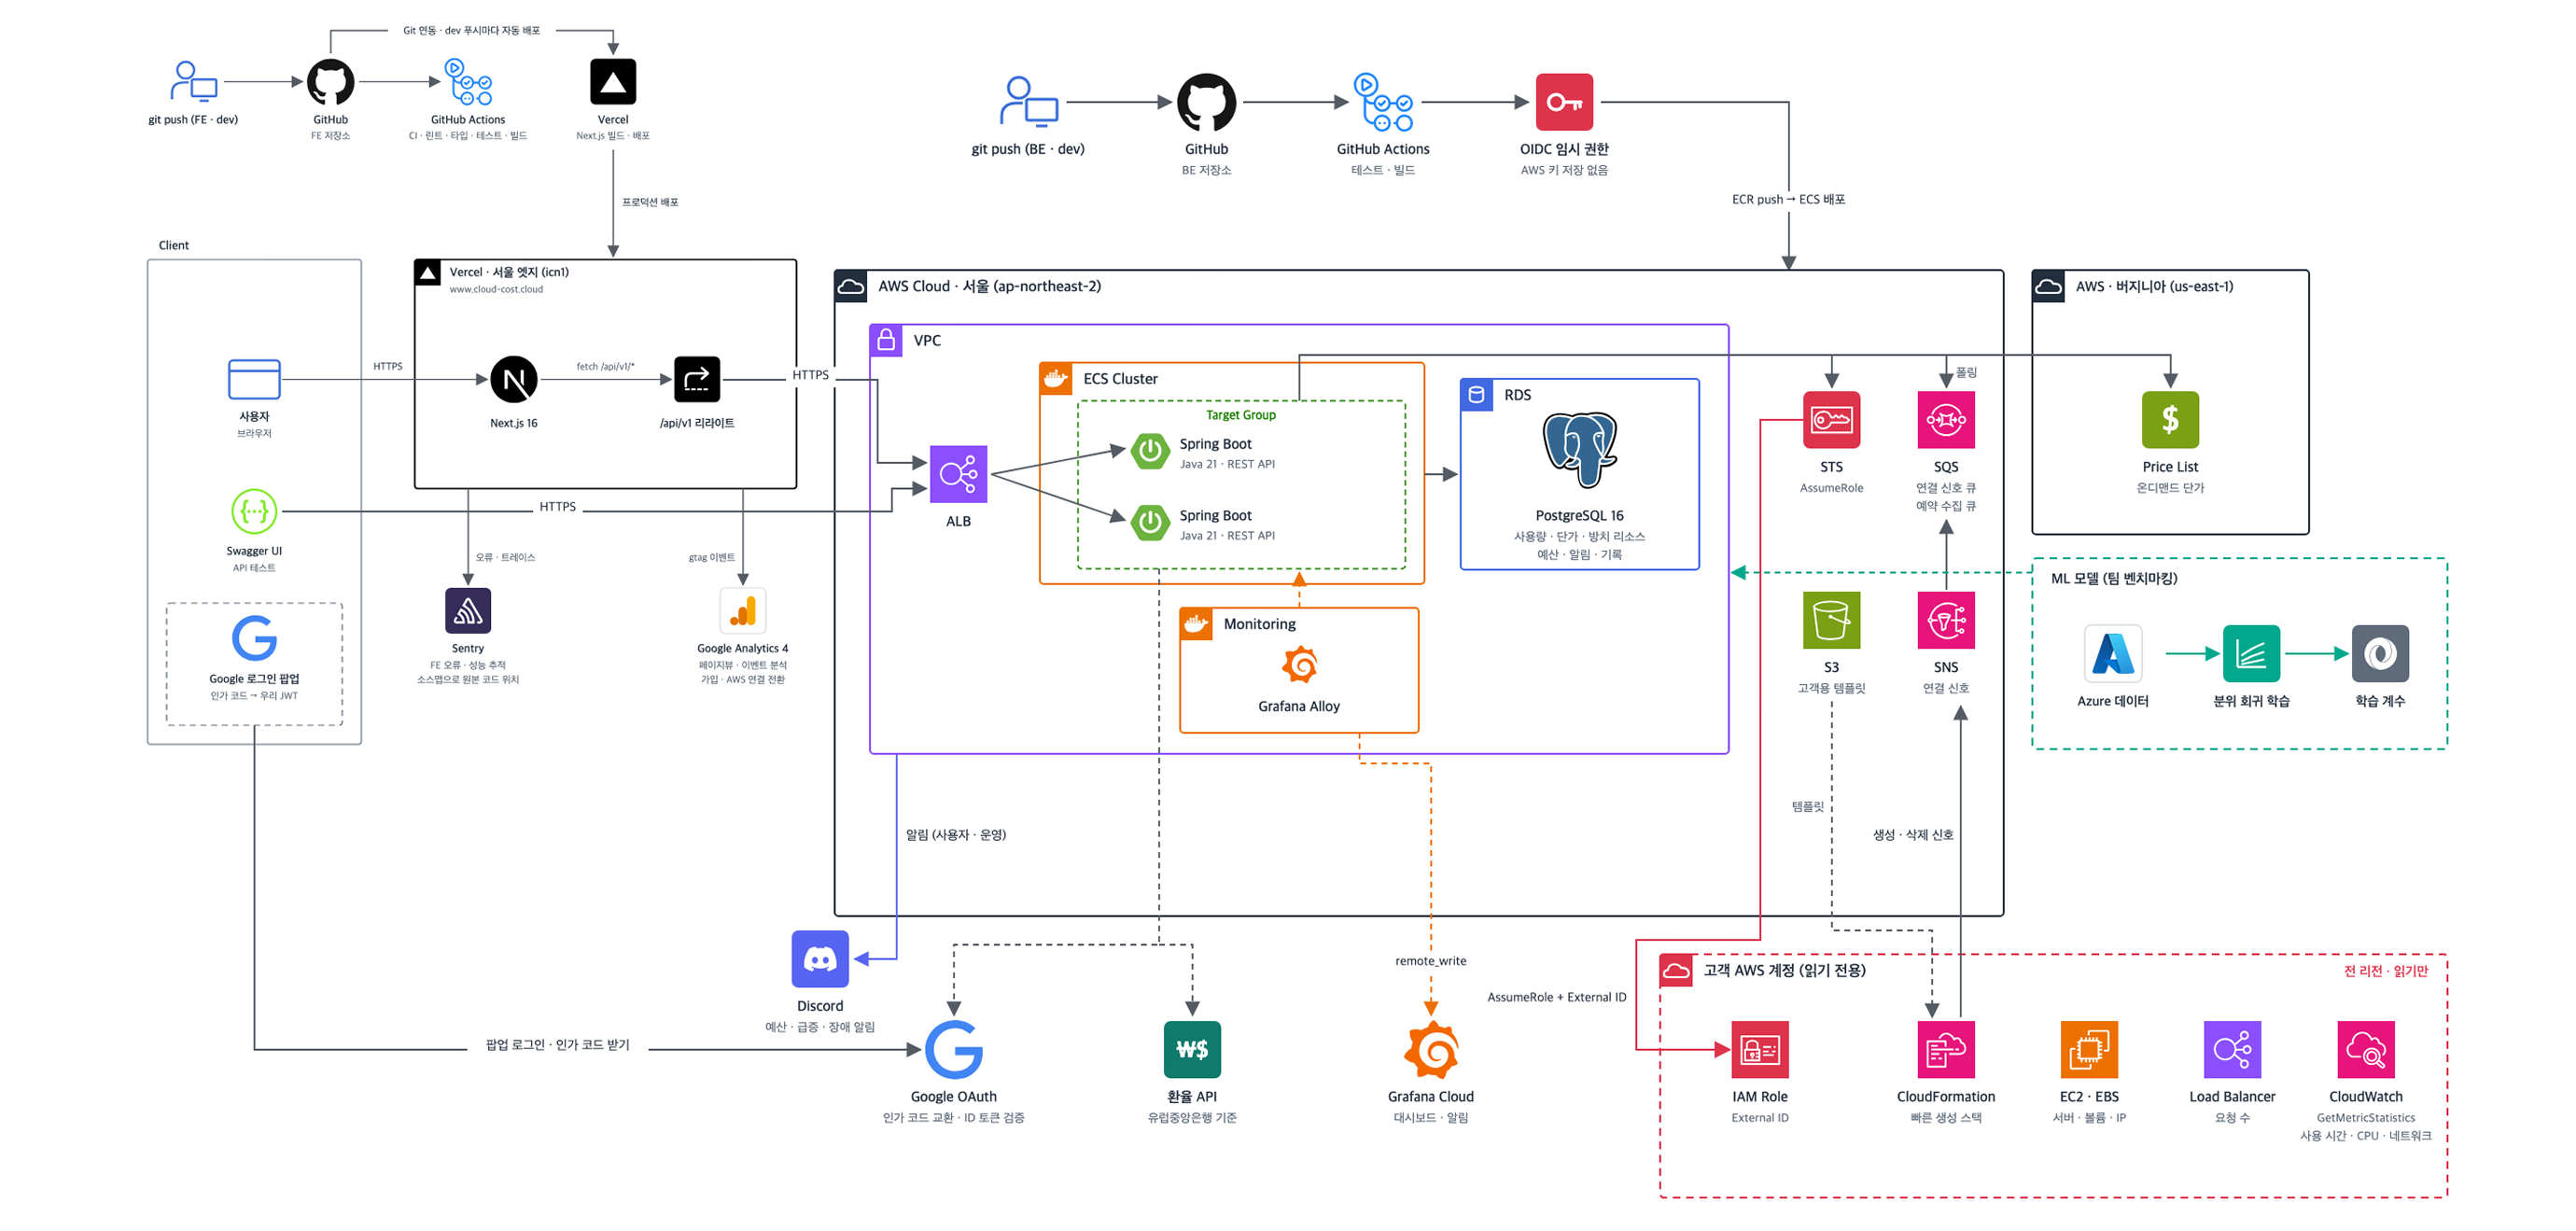 Git 연동 · dev 푸시마다 자동 배포
git push (FE · dev)
GitHub
FE 저장소
GitHub Actions
CI · 린트 · 타입 · 테스트 · 빌드
Vercel
Next.js 빌드 · 배포
프로덕션 배포
git push (BE · dev)
GitHub
BE 저장소
GitHub Actions
테스트 · 빌드
OIDC 임시 권한
AWS 키 저장 없음
ECR push → ECS 배포
Client
사용자
브라우저
Swagger UI
API 테스트
Google 로그인 팝업
인가 코드 → 우리 JWT
HTTPS
Vercel · 서울 엣지 (icn1)
www.cloud-cost.cloud
Next.js 16
fetch /api/v1/*
/api/v1 리라이트
HTTPS
HTTPS
오류 · 트레이스
gtag 이벤트
Sentry
FE 오류 · 성능 추적
소스맵으로 원본 코드 위치
Google Analytics 4
페이지뷰 · 이벤트 분석
가입 · AWS 연결 전환
AWS Cloud · 서울 (ap-northeast-2)
VPC
ALB
ECS Cluster
Target Group
Spring Boot
Java 21 · REST API
Spring Boot
Java 21 · REST API
RDS
PostgreSQL 16
사용량 · 단가 · 방치 리소스
예산 · 알림 · 기록
Monitoring
Grafana Alloy
STS
AssumeRole
폴링
SQS
연결 신호 큐
예약 수집 큐
S3
고객용 템플릿
SNS
연결 신호
템플릿
생성 · 삭제 신호
AWS · 버지니아 (us-east-1)
$
Price List
온디맨드 단가
ML 모델 (팀 벤치마킹)
Azure 데이터
분위 회귀 학습
학습 계수
알림 (사용자 · 운영)
Discord
예산 · 급증 · 장애 알림
팝업 로그인 · 인가 코드 받기
Google OAuth
인가 코드 교환 · ID 토큰 검증
₩$
환율 API
유럽중앙은행 기준
remote_write
Grafana Cloud
대시보드 · 알림
AssumeRole + External ID
고객 AWS 계정 (읽기 전용)
전 리전 · 읽기만
IAM Role
External ID
CloudFormation
빠른 생성 스택
EC2 · EBS
서버 · 볼륨 · IP
Load Balancer
요청 수
CloudWatch
GetMetricStatistics
사용 시간 · CPU · 네트워크